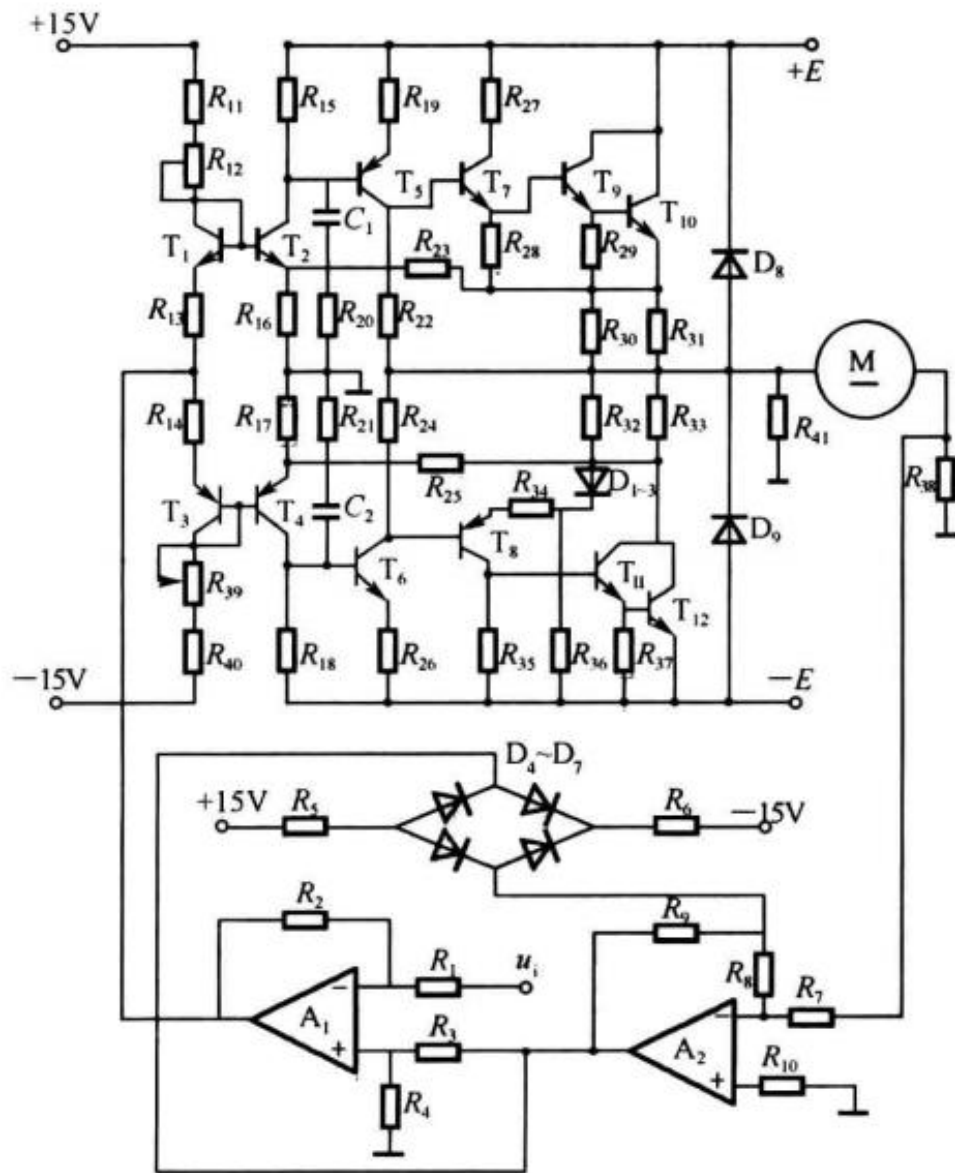 +15V
+E
R11
R15
R19
R27
R12
T1
T2
T5
T7
T9
T10
C1
R23
R28
R29
D8
R13
R16
R20
R22
R30
R31
M
R14
R17
R21
R24
R32
R33
R41
R25
R34
D1~3
R38
T3
T4
C2
T8
D9
T6
T11
T12
R39
R40
R18
R26
R35
R36
R37
−15V
−E
D4~D7
+15V
R5
R6
−15V
R2
R9
R1
ui
R8
R7
−
A1
+
R3
−
A2
+
R10
R4